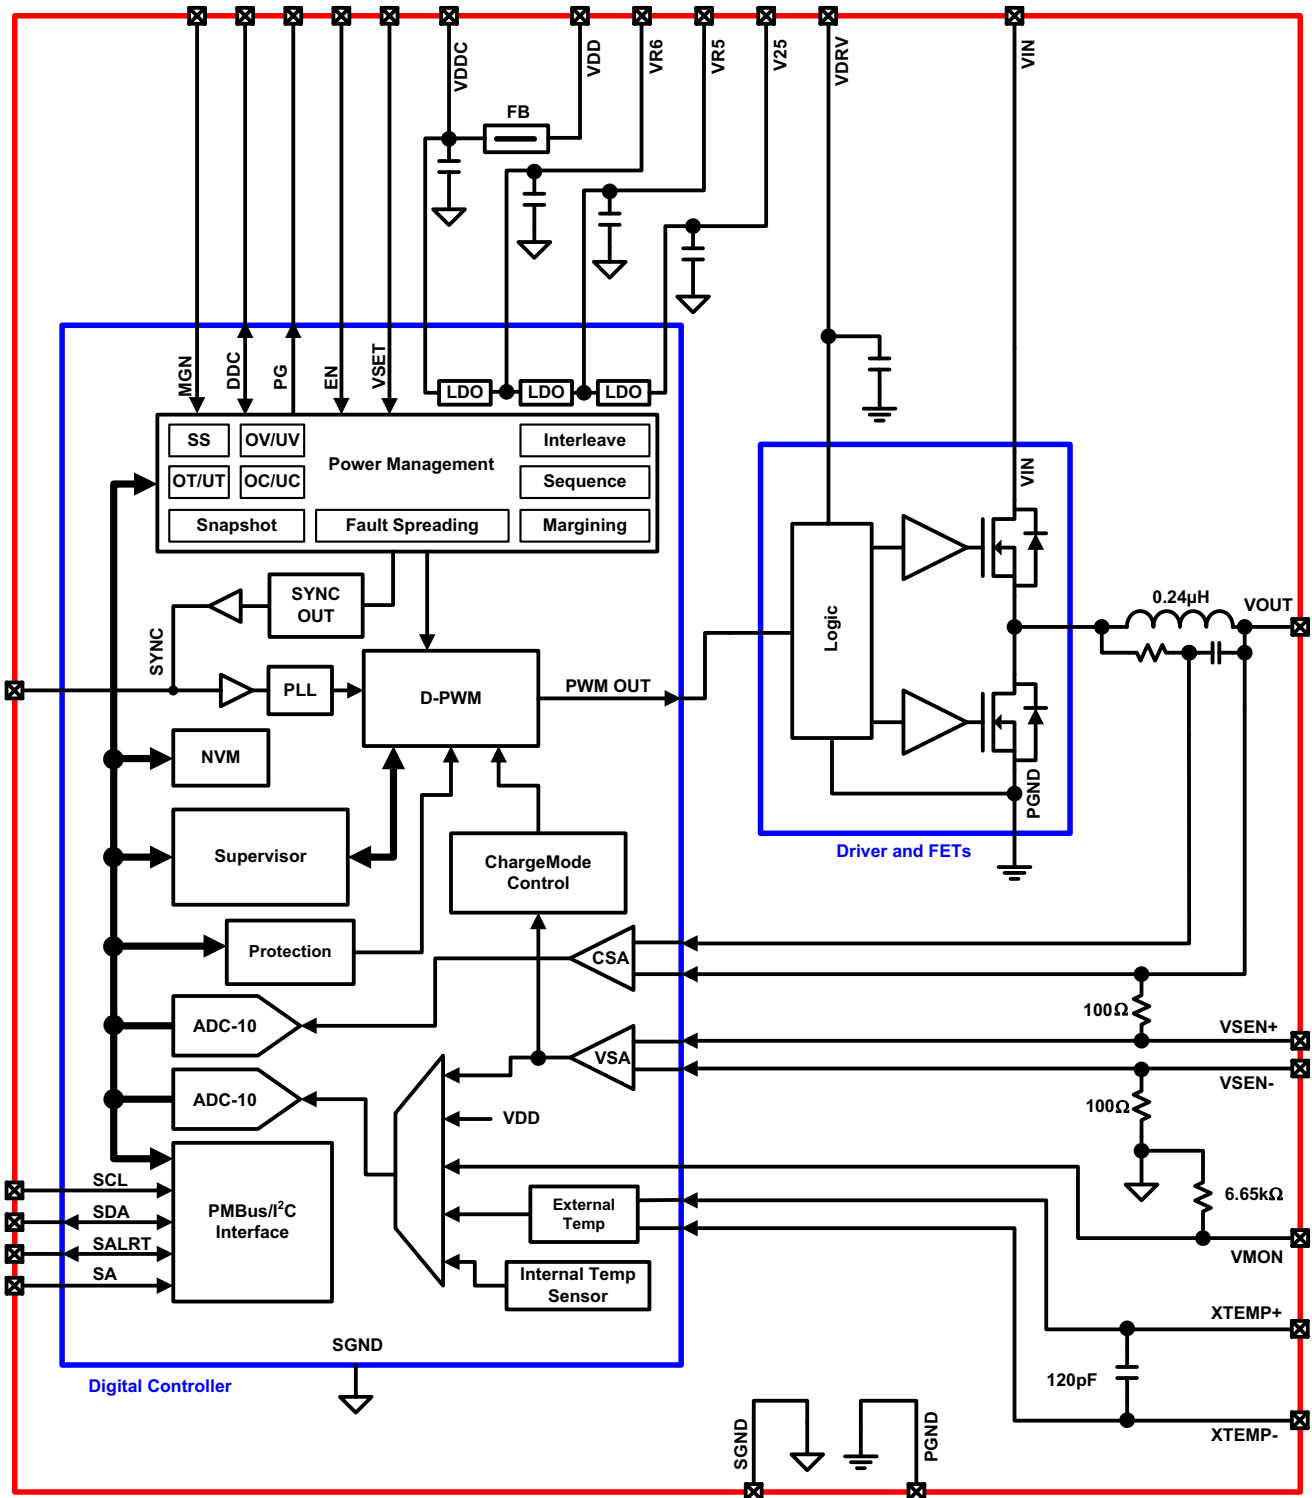 VDDC
VDD
VR6
VR5
V25
VDRV
VIN
FB
MGN
DDC
PG
EN
VSET
LDO
LDO
LDO
SS
OV/UV
Interleave
Power Management
OT/UT
OC/UC
Sequence
Snapshot
Fault Spreading
Margining
VIN
SYNC
OUT
SYNC
PLL
D-PWM
PWM OUT
Logic
0.24µH
VOUT
NVM
PGND
Supervisor
ChargeMode
Control
Driver and FETs
Protection
CSA
ADC-10
100Ω
VSEN+
VSA
VSEN-
ADC-10
VDD
100Ω
SCL
SDA
SALRT
SA
PMBus/I²C
Interface
External
Temp
6.65kΩ
VMON
Internal Temp
Sensor
XTEMP+
SGND
120pF
Digital Controller
XTEMP-
SGND
PGND